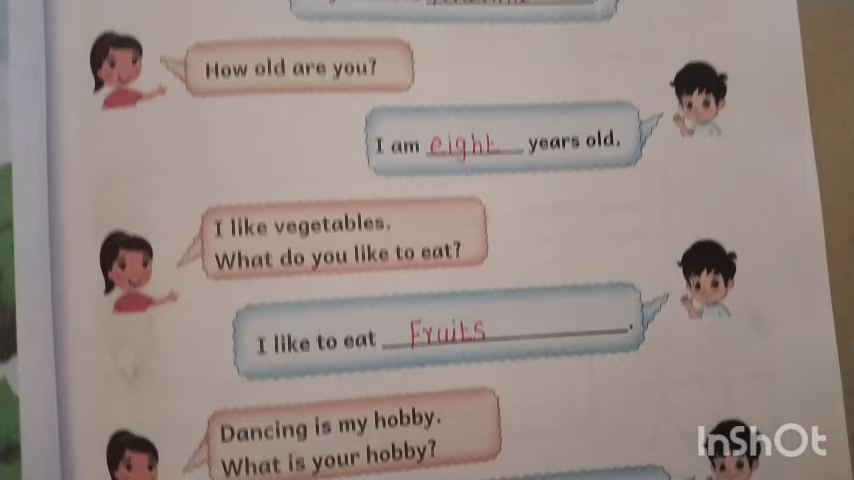 How old are you?
I am eight years old.
I like vegetables.
What do you like to eat?
I like to eat Fruits.
Dancing is my hobby.
What is your hobby?
InShOt